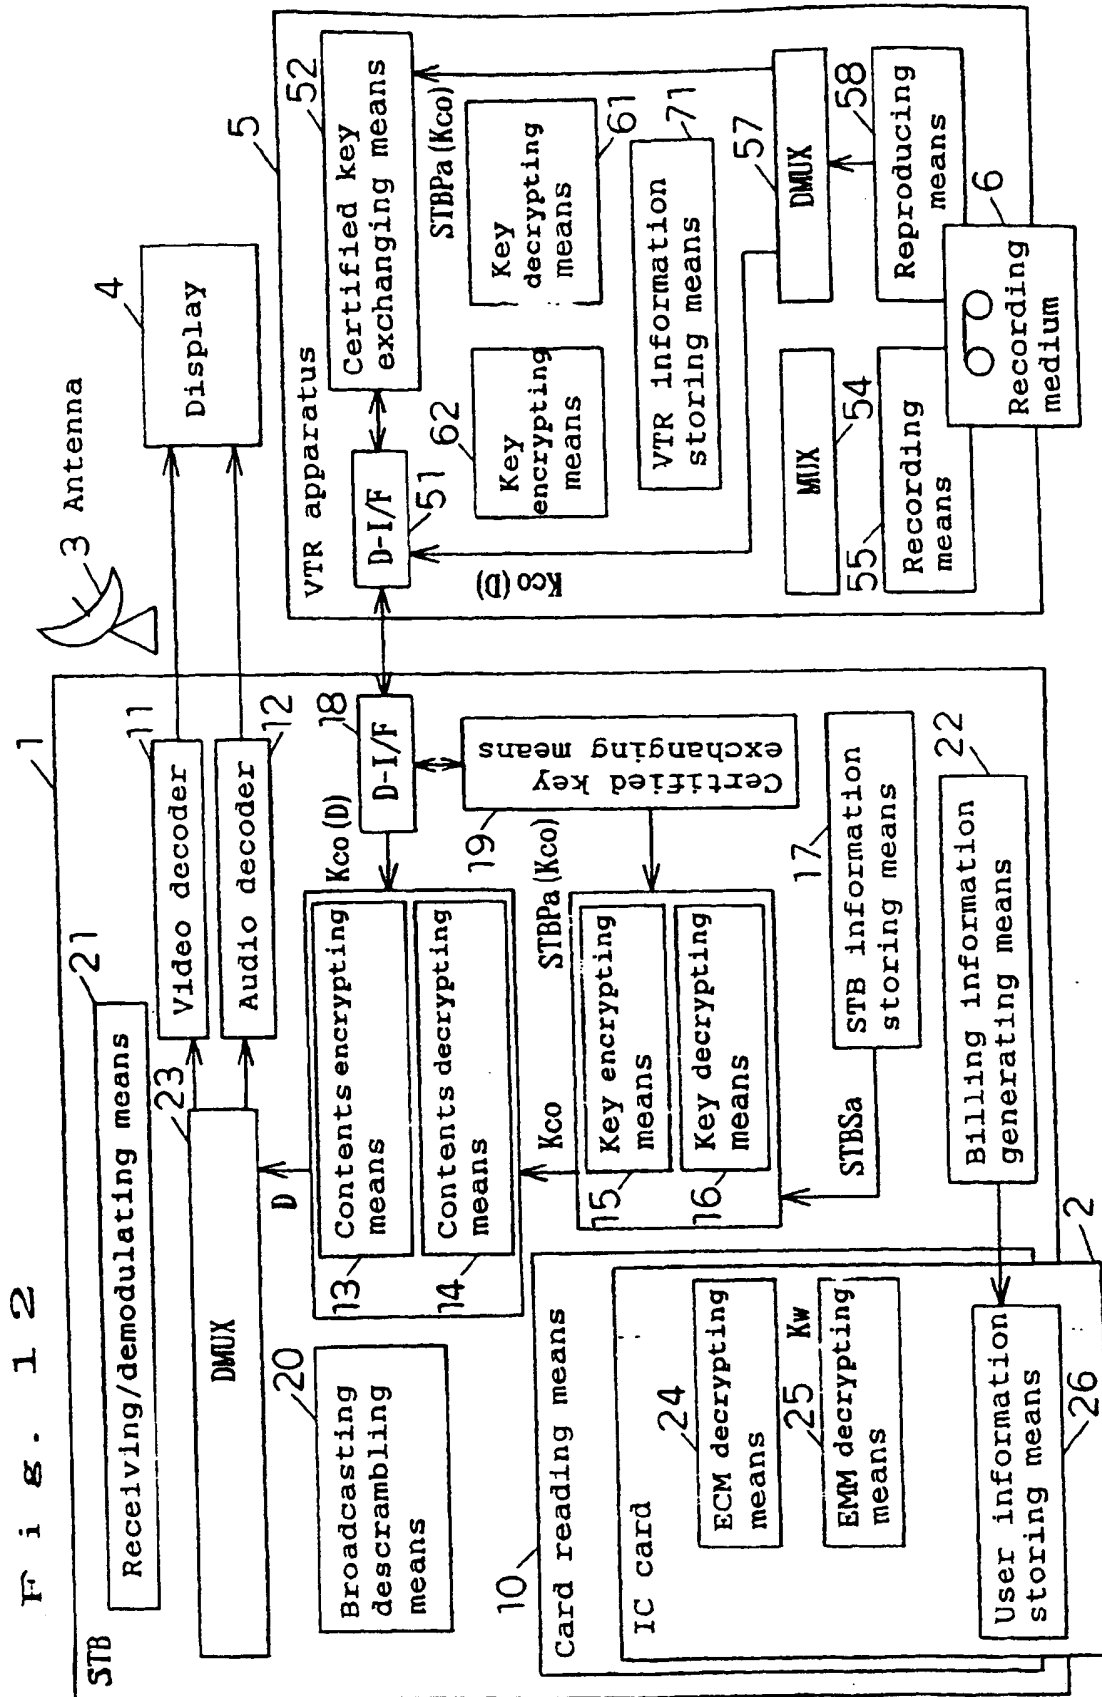 Fig. 12
STB
1
21
Receiving/demodulating means
23
DMUX
11
Video decoder
12
Audio decoder
3
Antenna
4
Display
20
Broadcasting
descrambling
means
D
13
Contents encrypting
means
14
Contents decrypting
means
Kco(D)
18
D-I/F
19
Certified key
exchanging means
STBPa(Kco)
Kco
15
Key encrypting
means
16
Key decrypting
means
STBSa
17
STB information
storing means
22
Billing information
generating means
10
Card reading means
2
IC card
24
ECM decrypting
means
25
Kw
EMM decrypting
means
User information
storing means
26
5
VTR apparatus
D-I/F
51
52
Certified key
exchanging means
STBPa(Kco)
Kco(D)
62
Key
encrypting
means
Key
decrypting
means
61
VTR information
storing means
71
MUX
54
DMUX
57
55
Recording
means
58
Reproducing
means
6
Recording
medium